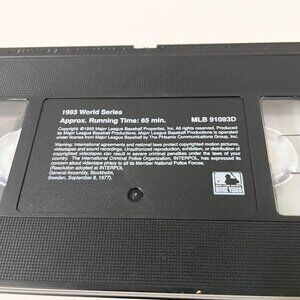 1993 World Series
Approx. Running Time: 65 min. MLB 91093D
Copyright ©1993 Major League Baseball Properties, Inc. All rights reserved. Produced
by Major League Baseball Productions. Major League Baseball trademarks used
under license from Major League Baseball by The Phoenix Communications Group, Inc.
Warning: International agreements and national laws protect copyrighted motion pictures,
videotapes and sound recordings. Unauthorized reproduction, exhibition, or distribution of
copyrighted videotapes can result in severe criminal penalties under the laws of your
country. The International Criminal Police Organization, INTERPOL, has expressed its
concern about videotape piracy to all its Member National Police Forces.
(Resolution adopted at INTERPOL
General Assembly, Stockholm,
Sweden, September 8, 1977).